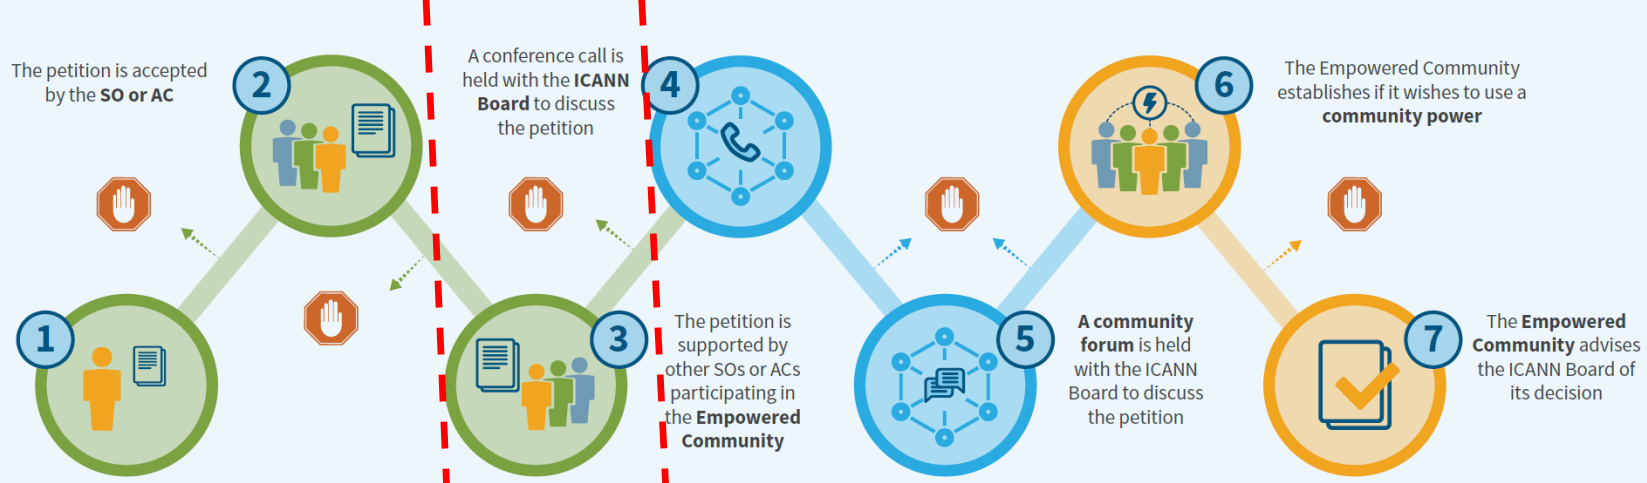 1
2
The petition is accepted
by the SO or AC
3
The petition is
supported by
other SOs or ACs
participating in
the Empowered
Community
4
A conference call is
held with the ICANN
Board to discuss
the petition
5
A community
forum is held
with the ICANN
Board to discuss
the petition
6
The Empowered Community
establishes if it wishes to use a
community power
7
The Empowered
Community advises
the ICANN Board of
its decision